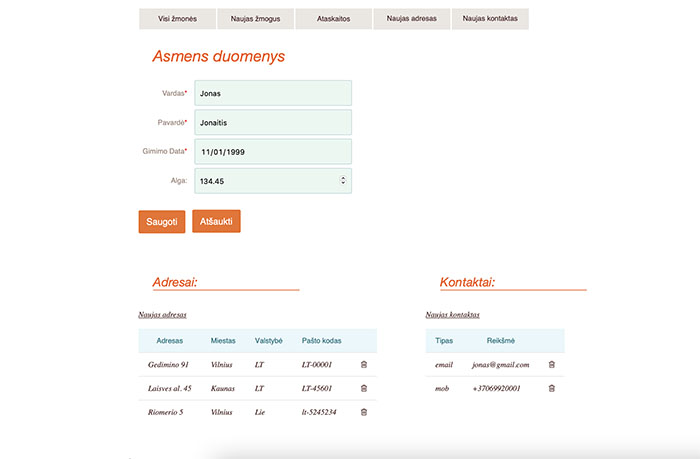 Visi žmonės Naujas žmogus Ataskaitos Naujas adresas Naujas kontaktas
Asmens duomenys
Vardas* Jonas
Pavardė* Jonaitis
Gimimo Data* 11/01/1999
Alga: 134.45
Saugoti Atšaukti
Adresai:
Naujas adresas
Adresas Miestas Valstybė Pašto kodas
Gedimino 91 Vilnius LT LT-00001
Laisves al. 45 Kaunas LT LT-45601
Riomerio 5 Vilnius Lie lt-5245234
Kontaktai:
Naujas kontaktas
Tipas Reikšmė
email jonas@gmail.com
mob +37069920001